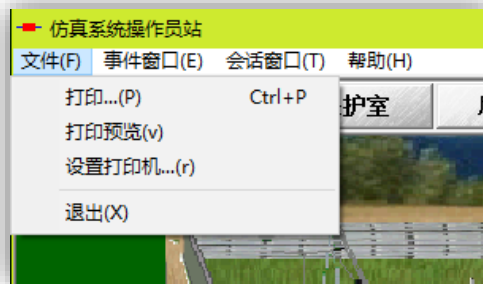 仿真系统操作员站
文件(F) 事件窗口(E) 会话窗口(T) 帮助(H)
打印...(P) Ctrl+P
护室
打印预览(v)
设置打印机...(r)
退出(X)